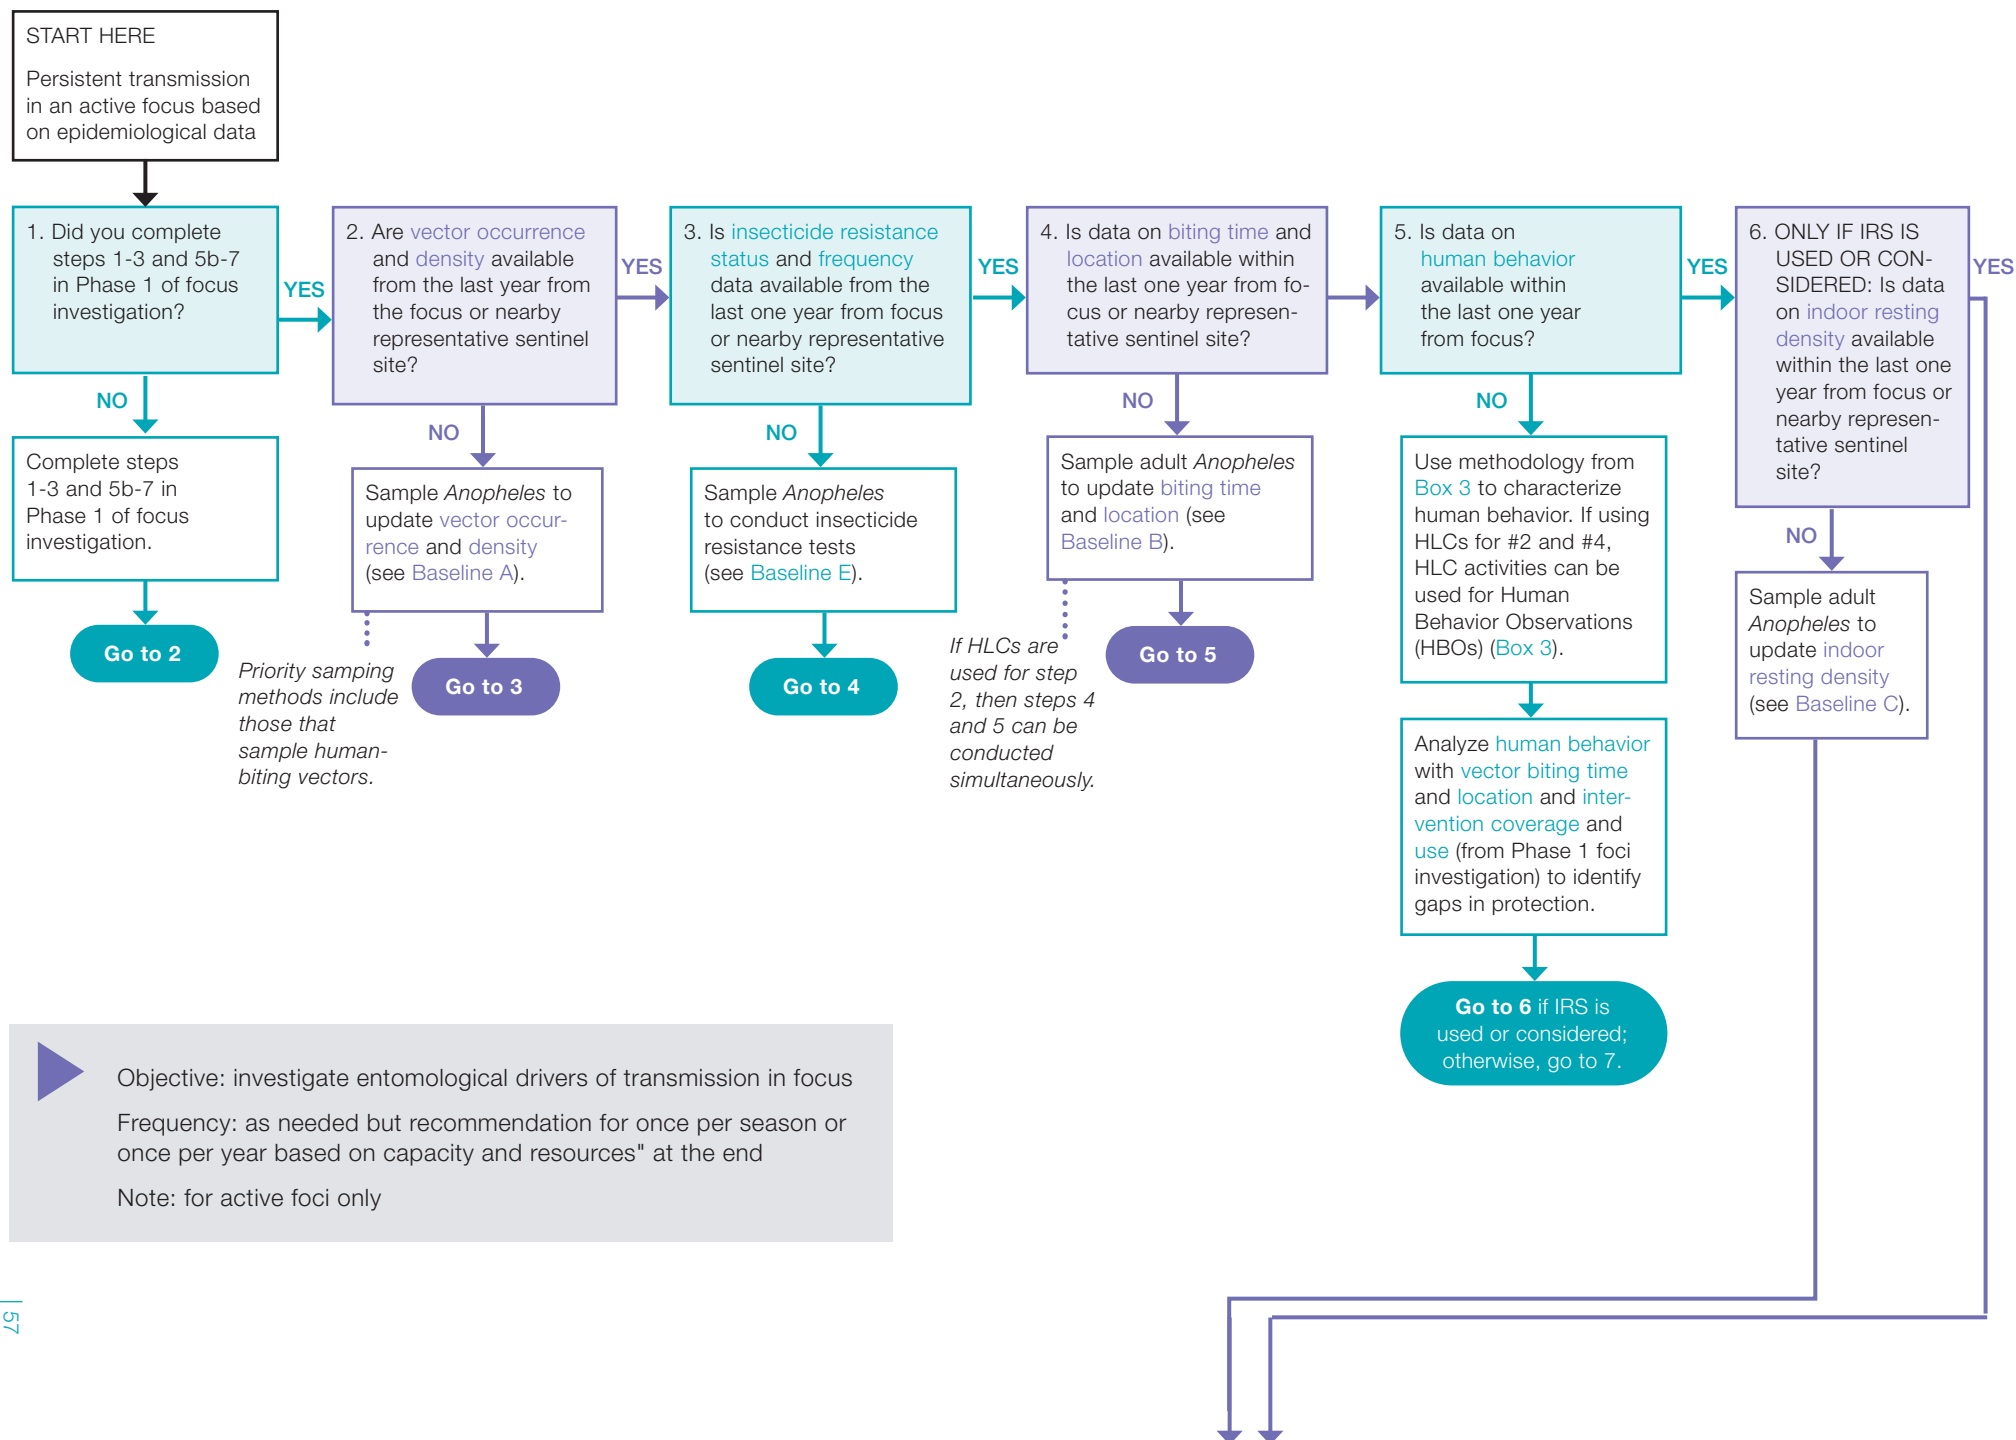 START HERE
Persistent transmission
in an active focus based
on epidemiological data
1. Did you complete
steps 1-3 and 5b-7
in Phase 1 of focus
investigation?
YES
NO
Complete steps
1-3 and 5b-7 in
Phase 1 of focus
investigation.
Go to 2
2. Are vector occurrence
and density available
from the last year from
the focus or nearby
representative sentinel
site?
YES
NO
Sample Anopheles to
update vector occur-
rence and density
(see Baseline A).
Priority samping
methods include
those that
sample human-
biting vectors.
Go to 3
3. Is insecticide resistance
status and frequency
data available from the
last one year from focus
or nearby representative
sentinel site?
YES
NO
Sample Anopheles
to conduct insecticide
resistance tests
(see Baseline E).
Go to 4
4. Is data on biting time and
location available within
the last one year from fo-
cus or nearby represen-
tative sentinel site?
NO
Sample adult Anopheles
to update biting time
and location (see
Baseline B).
If HLCs are
used for step
2, then steps 4
and 5 can be
conducted
simultaneously.
Go to 5
5. Is data on
human behavior
available within
the last one year
from focus?
YES
NO
Use methodology from
Box 3 to characterize
human behavior. If using
HLCs for #2 and #4,
HLC activities can be
used for Human
Behavior Observations
(HBOs) (Box 3).
Analyze human behavior
with vector biting time
and location and inter-
vention coverage and
use (from Phase 1 foci
investigation) to identify
gaps in protection.
Go to 6 if IRS is
used or considered;
otherwise, go to 7.
6. ONLY IF IRS IS
USED OR CON-
SIDERED: Is data
on indoor resting
density available
within the last one
year from focus or
nearby represen-
tative sentinel
site?
YES
NO
Sample adult
Anopheles to
update indoor
resting density
(see Baseline C).
Objective: investigate entomological drivers of transmission in focus
Frequency: as needed but recommendation for once per season or
once per year based on capacity and resources" at the end
Note: for active foci only
| 57